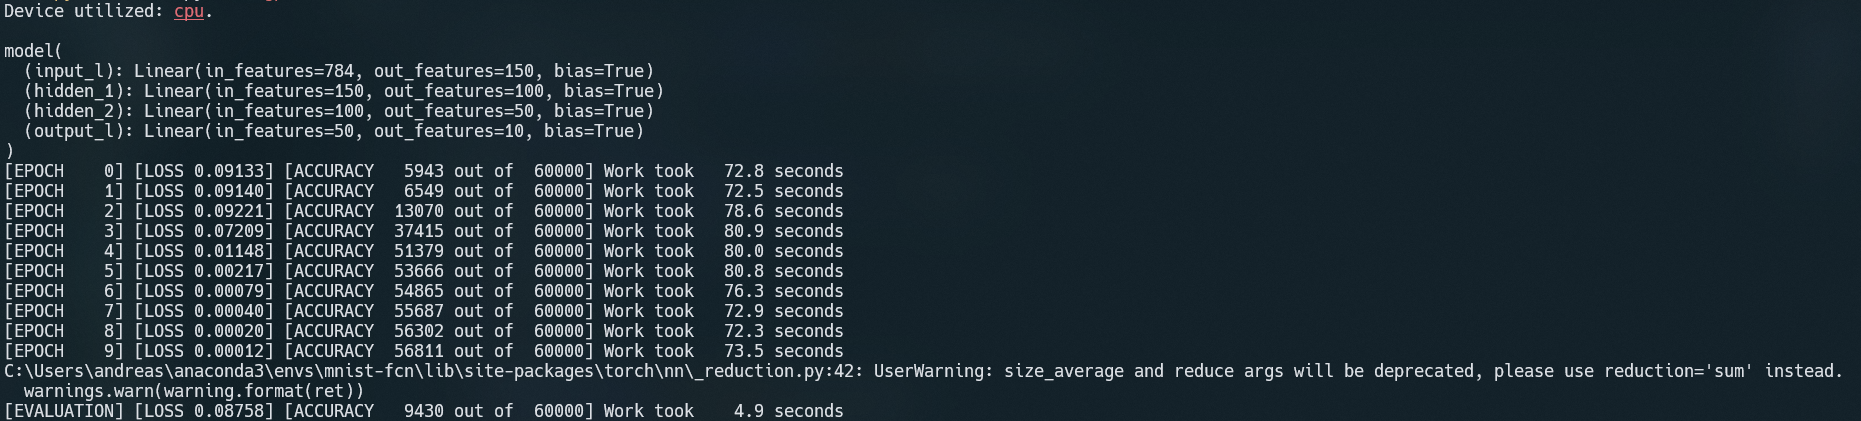 Device utilized: cpu.
model(
  (input_l): Linear(in_features=784, out_features=150, bias=True)
  (hidden_1): Linear(in_features=150, out_features=100, bias=True)
  (hidden_2): Linear(in_features=100, out_features=50, bias=True)
  (output_l): Linear(in_features=50, out_features=10, bias=True)
)
[EPOCH    0] [LOSS 0.09133] [ACCURACY   5943 out of  60000] Work took   72.8 seconds
[EPOCH    1] [LOSS 0.09140] [ACCURACY   6549 out of  60000] Work took   72.5 seconds
[EPOCH    2] [LOSS 0.09221] [ACCURACY  13070 out of  60000] Work took   78.6 seconds
[EPOCH    3] [LOSS 0.07209] [ACCURACY  37415 out of  60000] Work took   80.9 seconds
[EPOCH    4] [LOSS 0.01148] [ACCURACY  51379 out of  60000] Work took   80.0 seconds
[EPOCH    5] [LOSS 0.00217] [ACCURACY  53666 out of  60000] Work took   80.8 seconds
[EPOCH    6] [LOSS 0.00079] [ACCURACY  54865 out of  60000] Work took   76.3 seconds
[EPOCH    7] [LOSS 0.00040] [ACCURACY  55687 out of  60000] Work took   72.9 seconds
[EPOCH    8] [LOSS 0.00020] [ACCURACY  56302 out of  60000] Work took   72.3 seconds
[EPOCH    9] [LOSS 0.00012] [ACCURACY  56811 out of  60000] Work took   73.5 seconds
C:\Users\andreas\anaconda3\envs\mnist-fcn\lib\site-packages\torch\nn\_reduction.py:42: UserWarning: size_average and reduce args will be deprecated, please use reduction='sum' instead.
  warnings.warn(warning.format(ret))
[EVALUATION] [LOSS 0.08758] [ACCURACY   9430 out of  60000] Work took    4.9 seconds